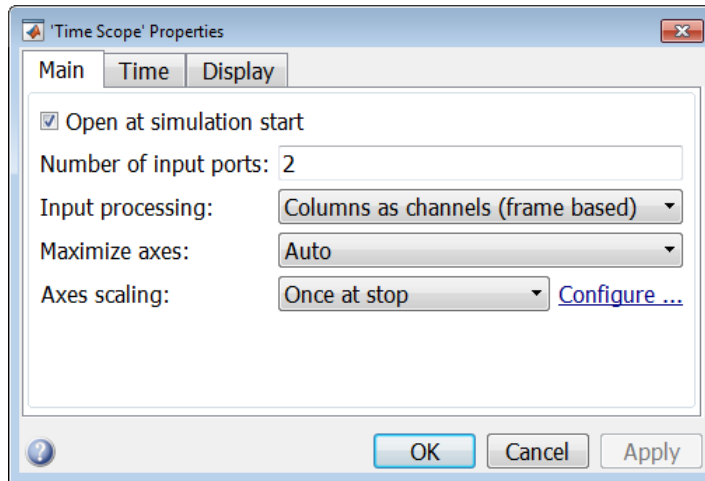 'Time Scope' Properties
Main Time Display
Open at simulation start
Number of input ports: 2
Input processing: Columns as channels (frame based)
Maximize axes: Auto
Axes scaling: Once at stop Configure ...
? OK Cancel Apply